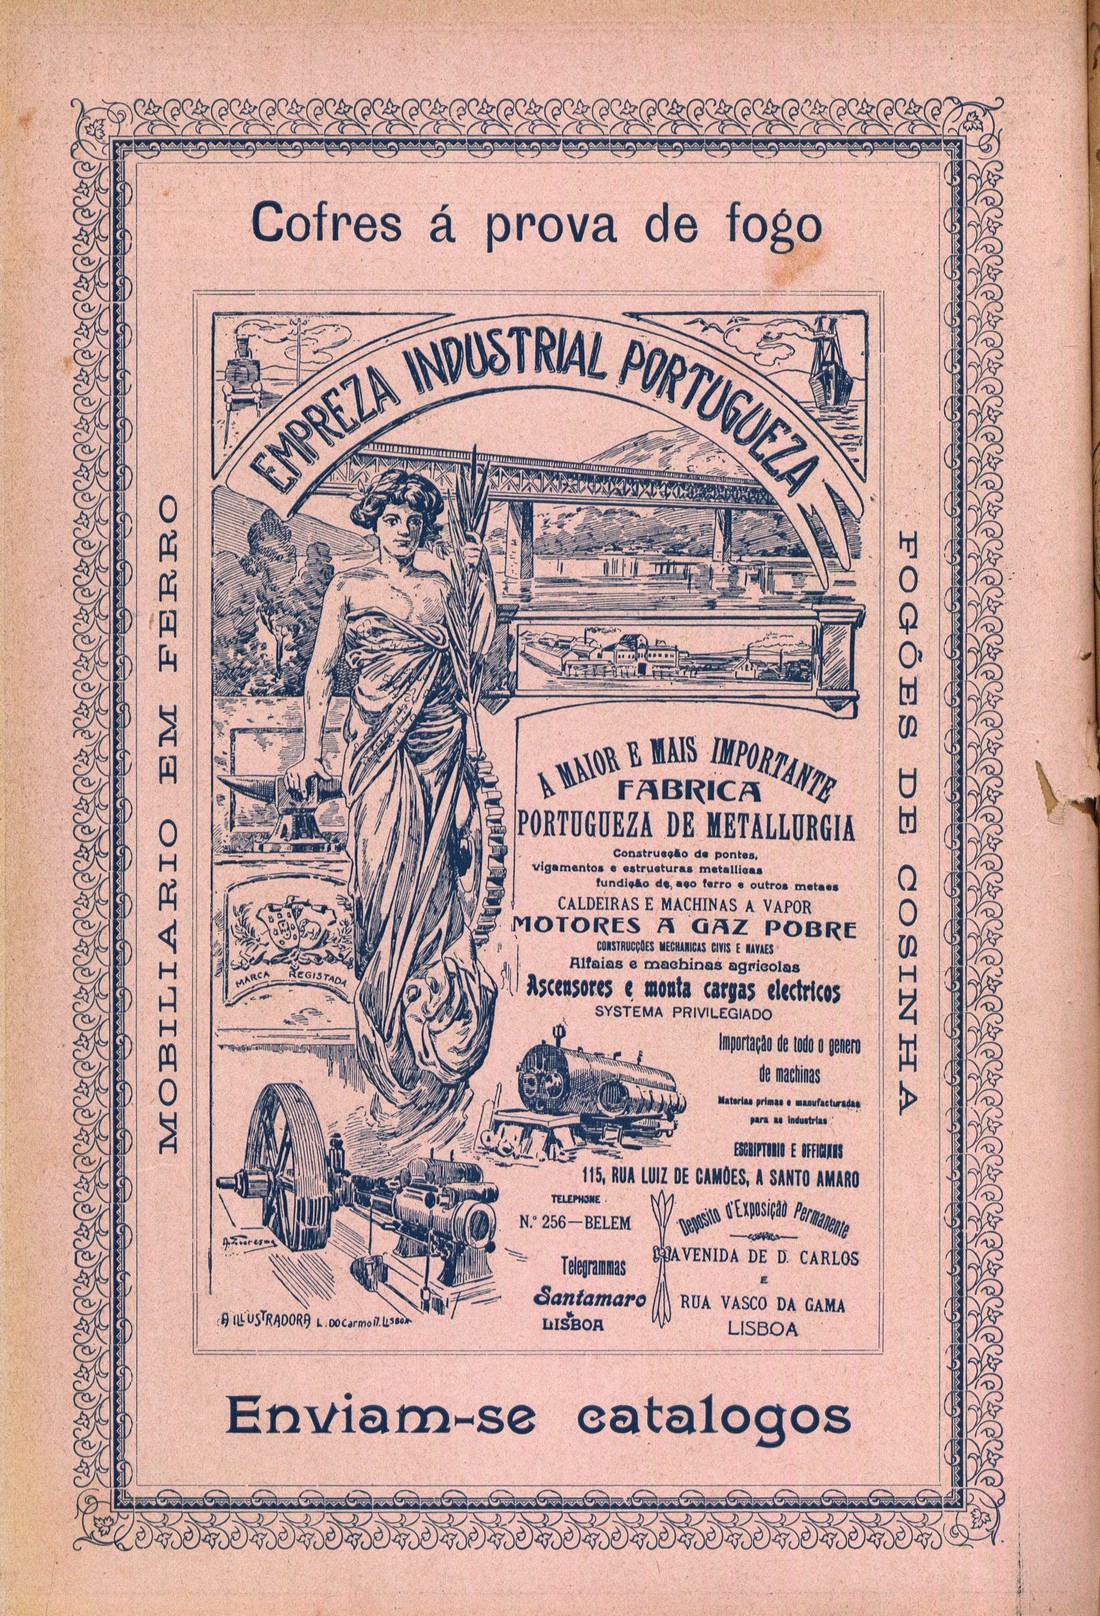 Cofres á prova de fogo
EMPREZA INDUSTRIAL PORTUGUEZA
MOBILIARIO EM FERRO
FOGÕES DE COSINHA
A MAIOR E MAIS IMPORTANTE
FABRICA
PORTUGUEZA DE METALLURGIA
Construcção de pontes,
vigamentos e estructuras metallicas
fundição de, aço ferro e outros metaes
CALDEIRAS E MACHINAS A VAPOR
MOTORES A GAZ POBRE
CONSTRUCÇÕES MECHANICAS CIVIS E NAVAES
Alfaias e machinas agricolas
Ascensores e monta cargas electricos
SYSTEMA PRIVILEGIADO
MARCA REGISTADA
Importação de todo o genero
de machinas
Materias primas e manufacturadas
para as industrias
ESCRIPTORIO E OFFICINAS
115, RUA LUIZ DE CAMÕES, A SANTO AMARO
TELEPHONE
N.º 256—BELEM
Telegrammas
Santamaro
LISBOA
Deposito d'Exposição Permanente
AVENIDA DE D. CARLOS
E
RUA VASCO DA GAMA
LISBOA
A ILLUSTRADORA L. DO Carmo 17. LISBOA
Enviam-se catalogos